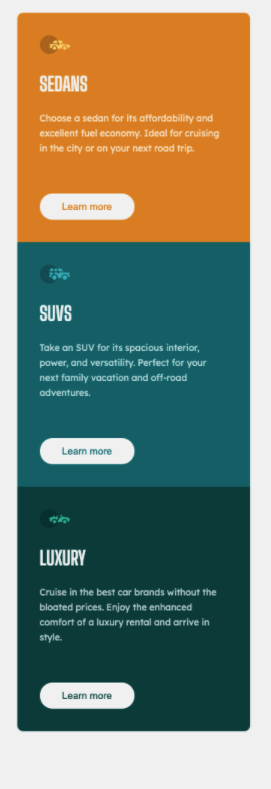 SEDANS
Choose a sedan for its affordability and
excellent fuel economy. Ideal for cruising
in the city or on your next road trip.
Learn more
SUVS
Take an SUV for its spacious interior,
power, and versatility. Perfect for your
next family vacation and off-road
adventures.
Learn more
LUXURY
Cruise in the best car brands without the
bloated prices. Enjoy the enhanced
comfort of a luxury rental and arrive in
style.
Learn more